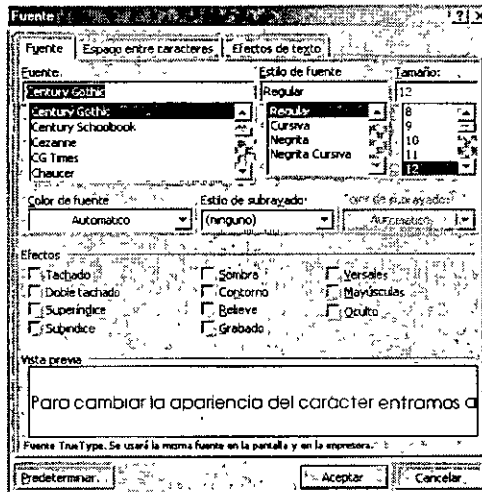 Fuente ? X
Fuente Espacio entre caracteres Efectos de texto
Fuente: Estilo de fuente Tamaño:
Century Gothic Regular 12
Century Gothic Regular 8
Century Schoolbook Cursiva 9
Cezanne Negrita 10
CG Times Negrita Cursiva 11
Chaucer 12
Color de fuente Estilo de subrayado: Color de subrayado:
Automático (ninguno) Automático
Efectos
Tachado Sombra Versales
Doble tachado Contorno Mayúsculas
Superíndice Relieve Oculto
Subíndice Grabado
Vista previa
Para cambiar la apariencia del carácter entramos a
Fuente TrueType. Se usará la misma fuente en la pantalla y en la impresora.
Predeterminar... Aceptar Cancelar